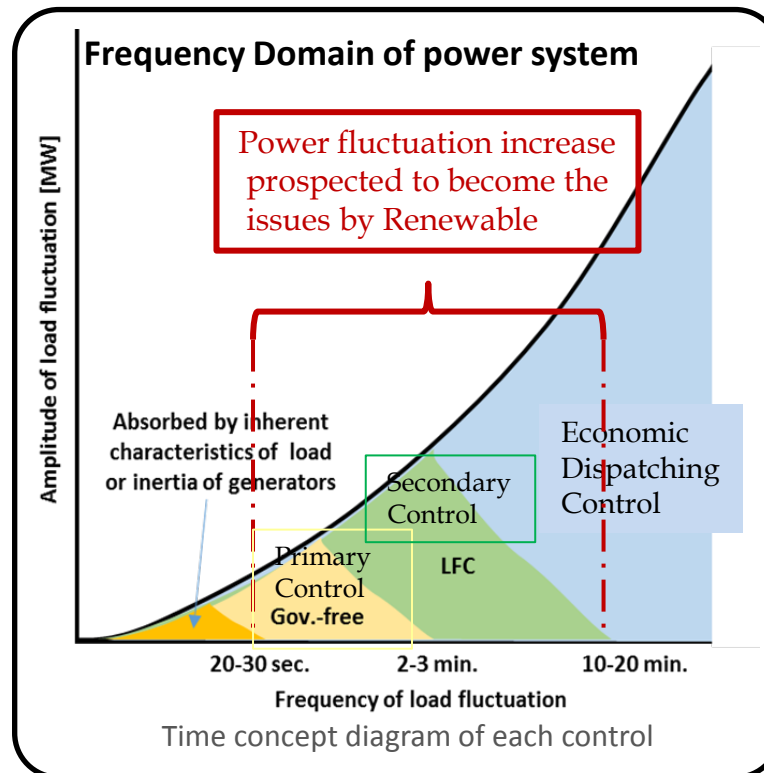 Frequency Domain of power system
Power fluctuation increase
prospected to become the
issues by Renewable
Amplitude of load fluctuation [MW]
Absorbed by inherent
characteristics of load
or inertia of generators
Economic
Dispatching
Control
Secondary
Control
LFC
Primary
Control
Gov.-free
20-30 sec.
2-3 min.
10-20 min.
Frequency of load fluctuation
Time concept diagram of each control